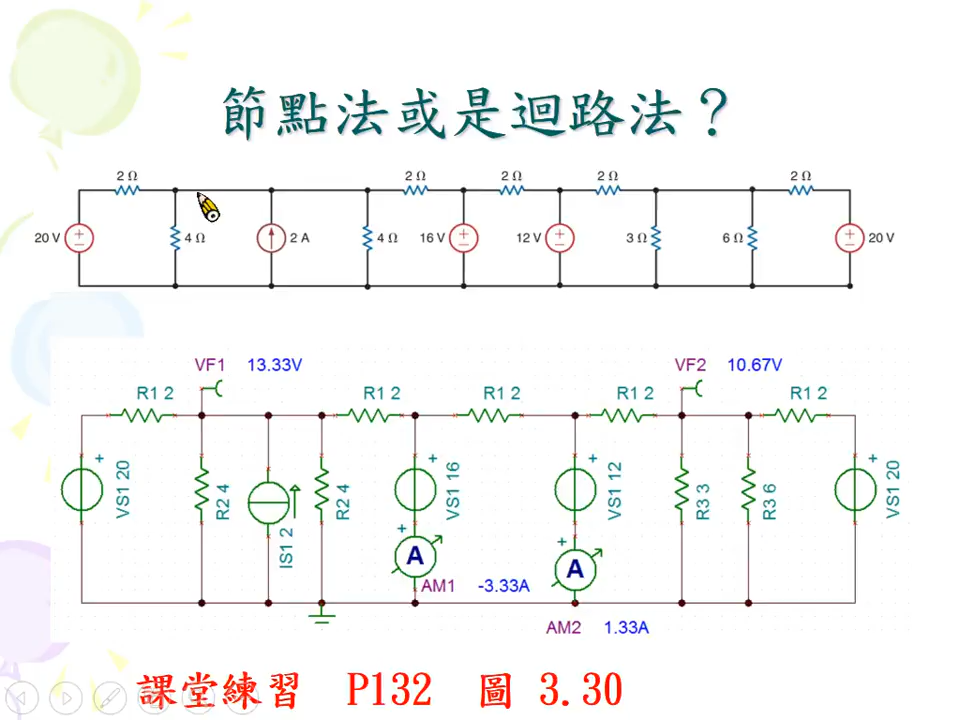 節點法或是迴路法？
2 Ω 2 Ω 2 Ω 2 Ω 2 Ω
20 V 4 Ω 2 A 4 Ω 16 V 12 V 3 Ω 6 Ω 20 V
VF1 13.33V VF2 10.67V
R1 2 R1 2 R1 2 R1 2 R1 2
+ + + +
VS1 20 R2 4 IS1 2 R2 4 VS1 16 VS1 12 R3 3 R3 6 VS1 20
+ A + A
AM1 -3.33A
AM2 1.33A
課堂練習 P132 圖 3.30